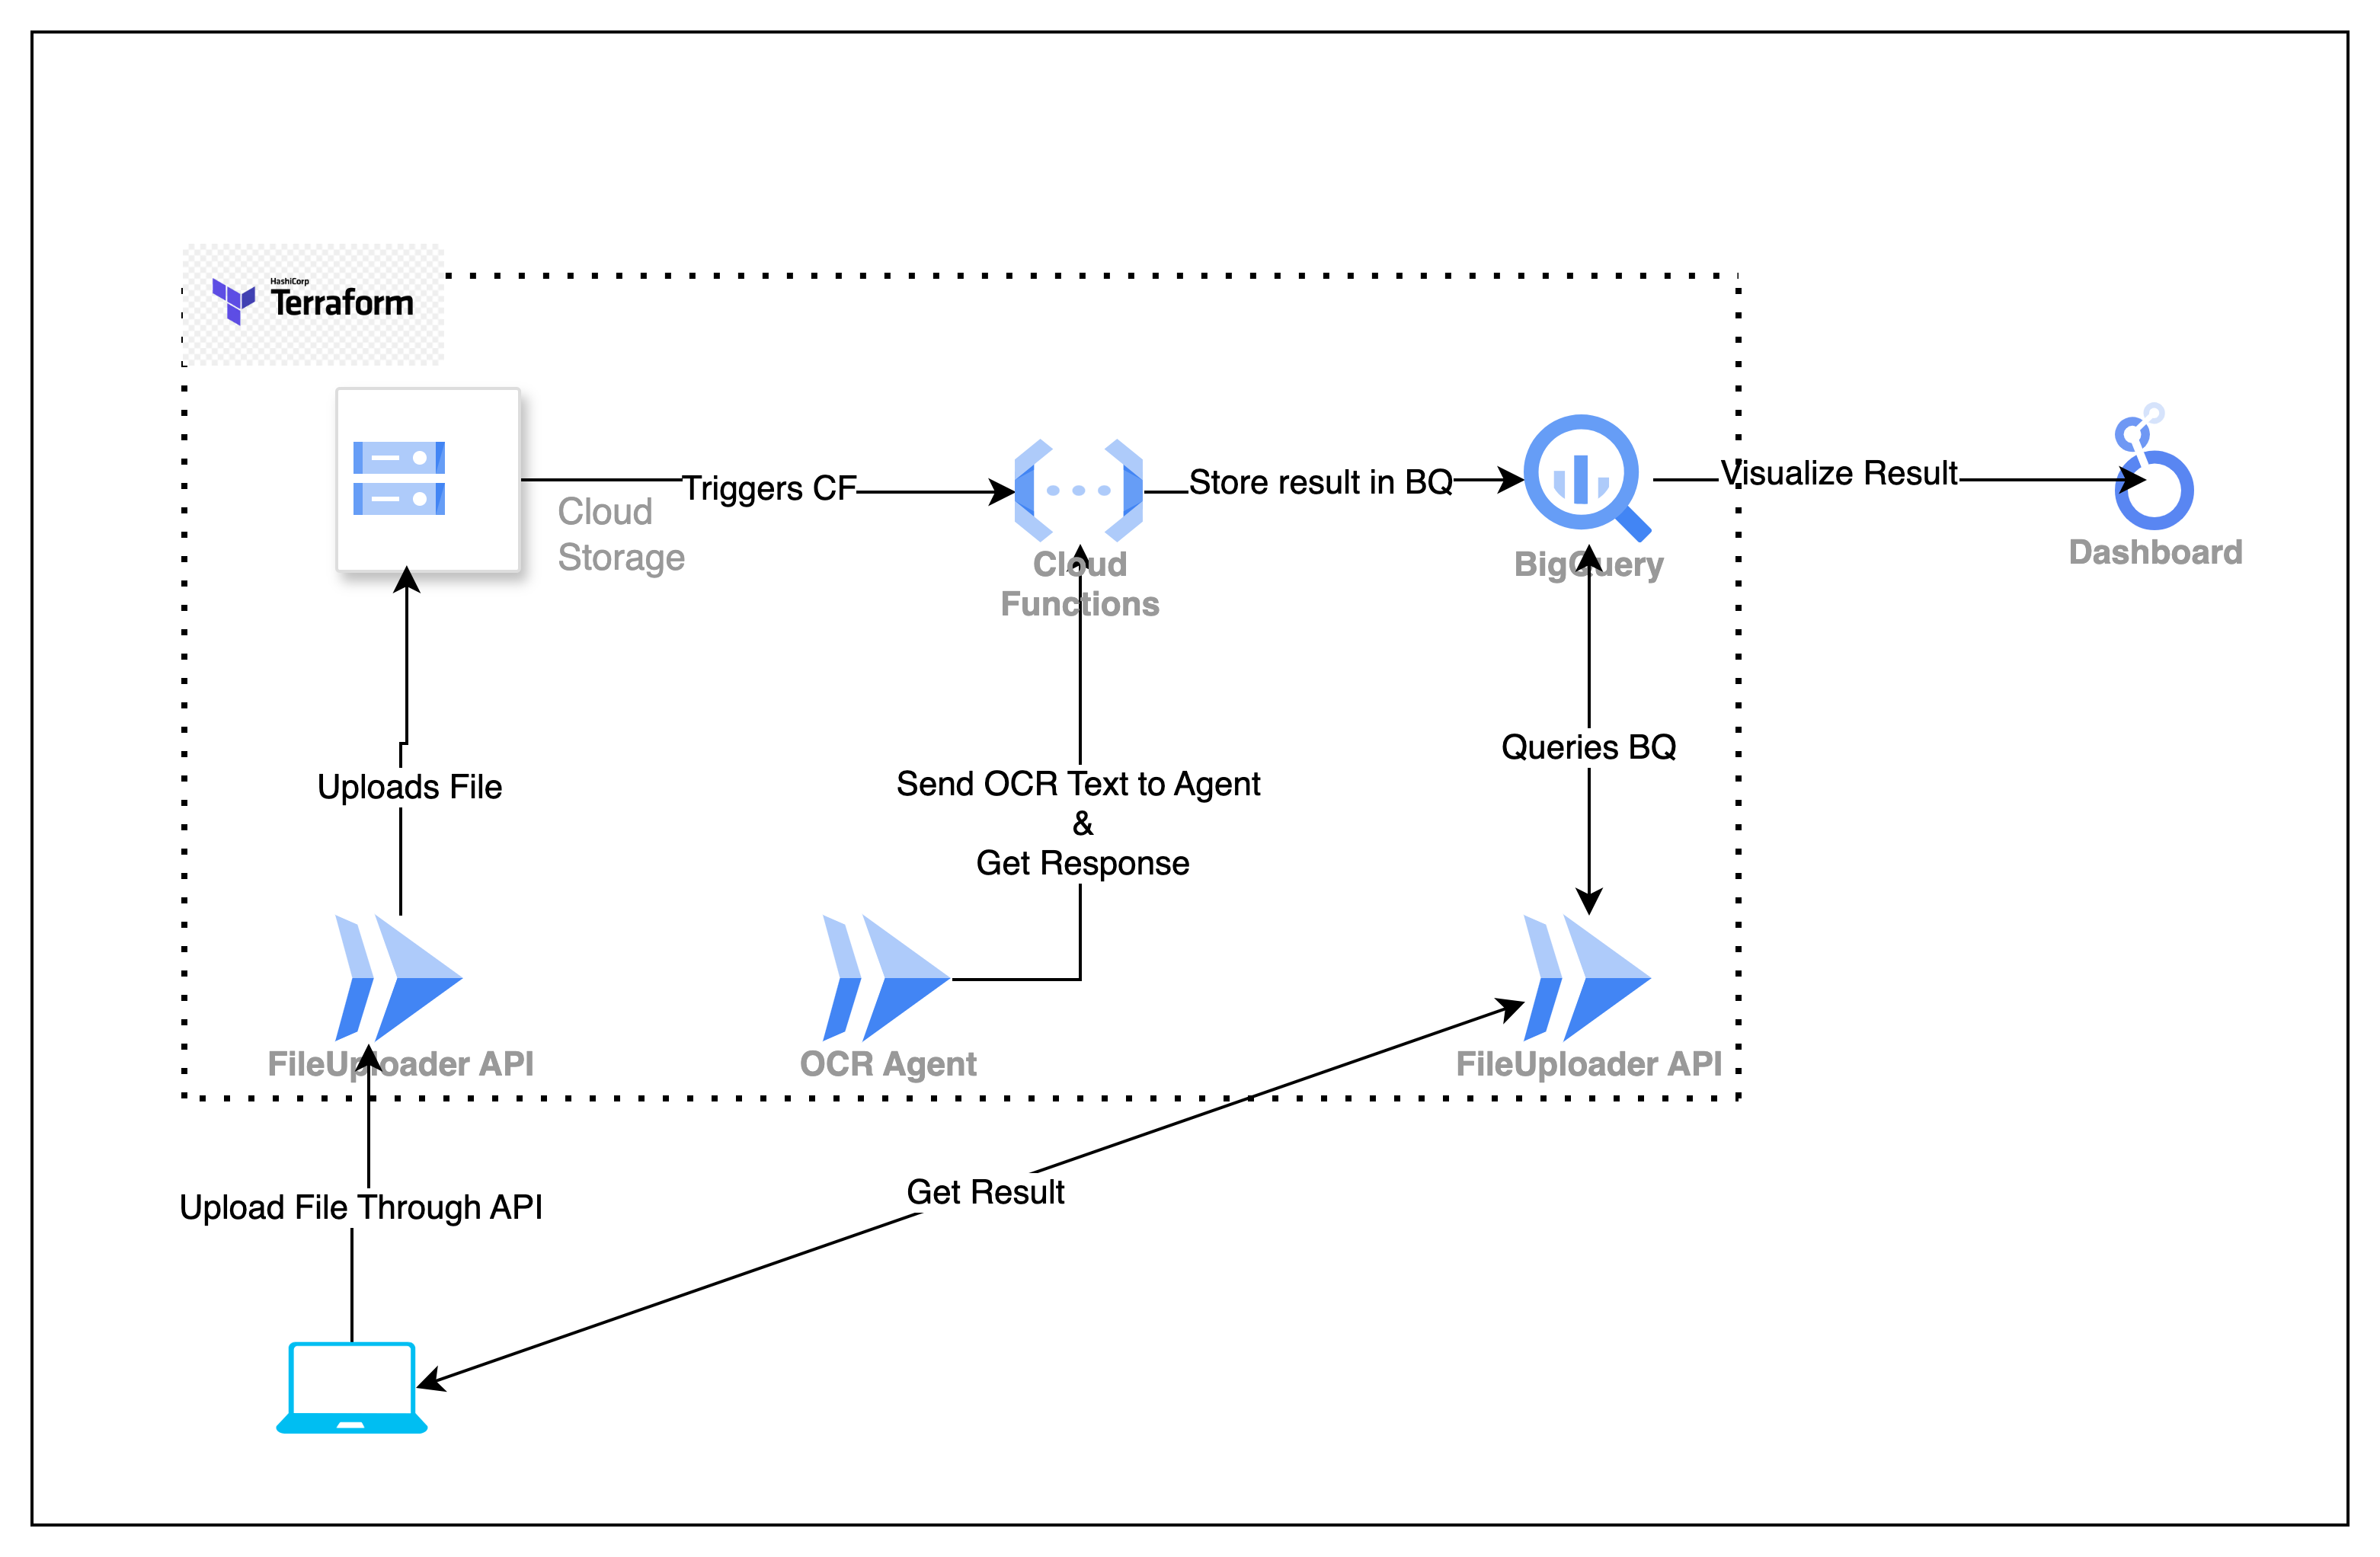 HashiCorp
Terraform
Triggers CF
Cloud
Storage
Store result in BQ
Visualize Result
Cloud
Functions
BigQuery
Dashboard
Uploads File
Send OCR Text to Agent
&
Get Response
Queries BQ
FileUploader API
OCR Agent
FileUploader API
Upload File Through API
Get Result